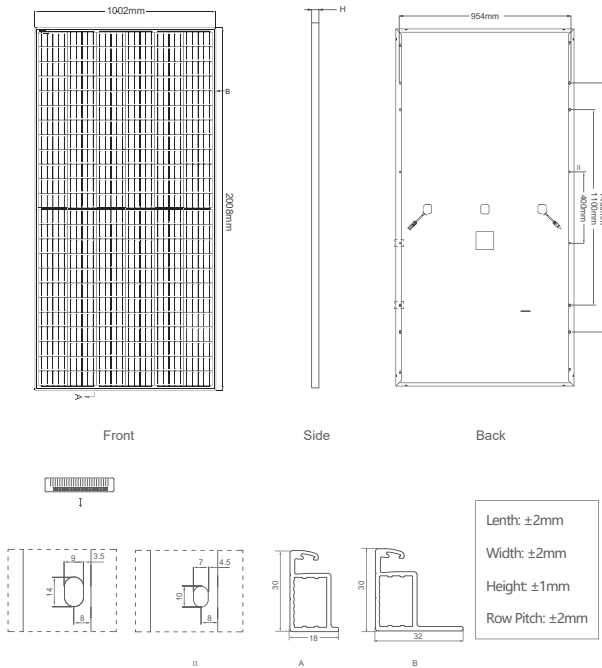 1002mm
H
954mm
B
2008mm
II
400mm
1100mm
A
Front
Side
Back
9
3.5
14
8
7
4.5
10
8
II
30
18
A
30
32
B
Lenth: ±2mm
Width: ±2mm
Height: ±1mm
Row Pitch: ±2mm